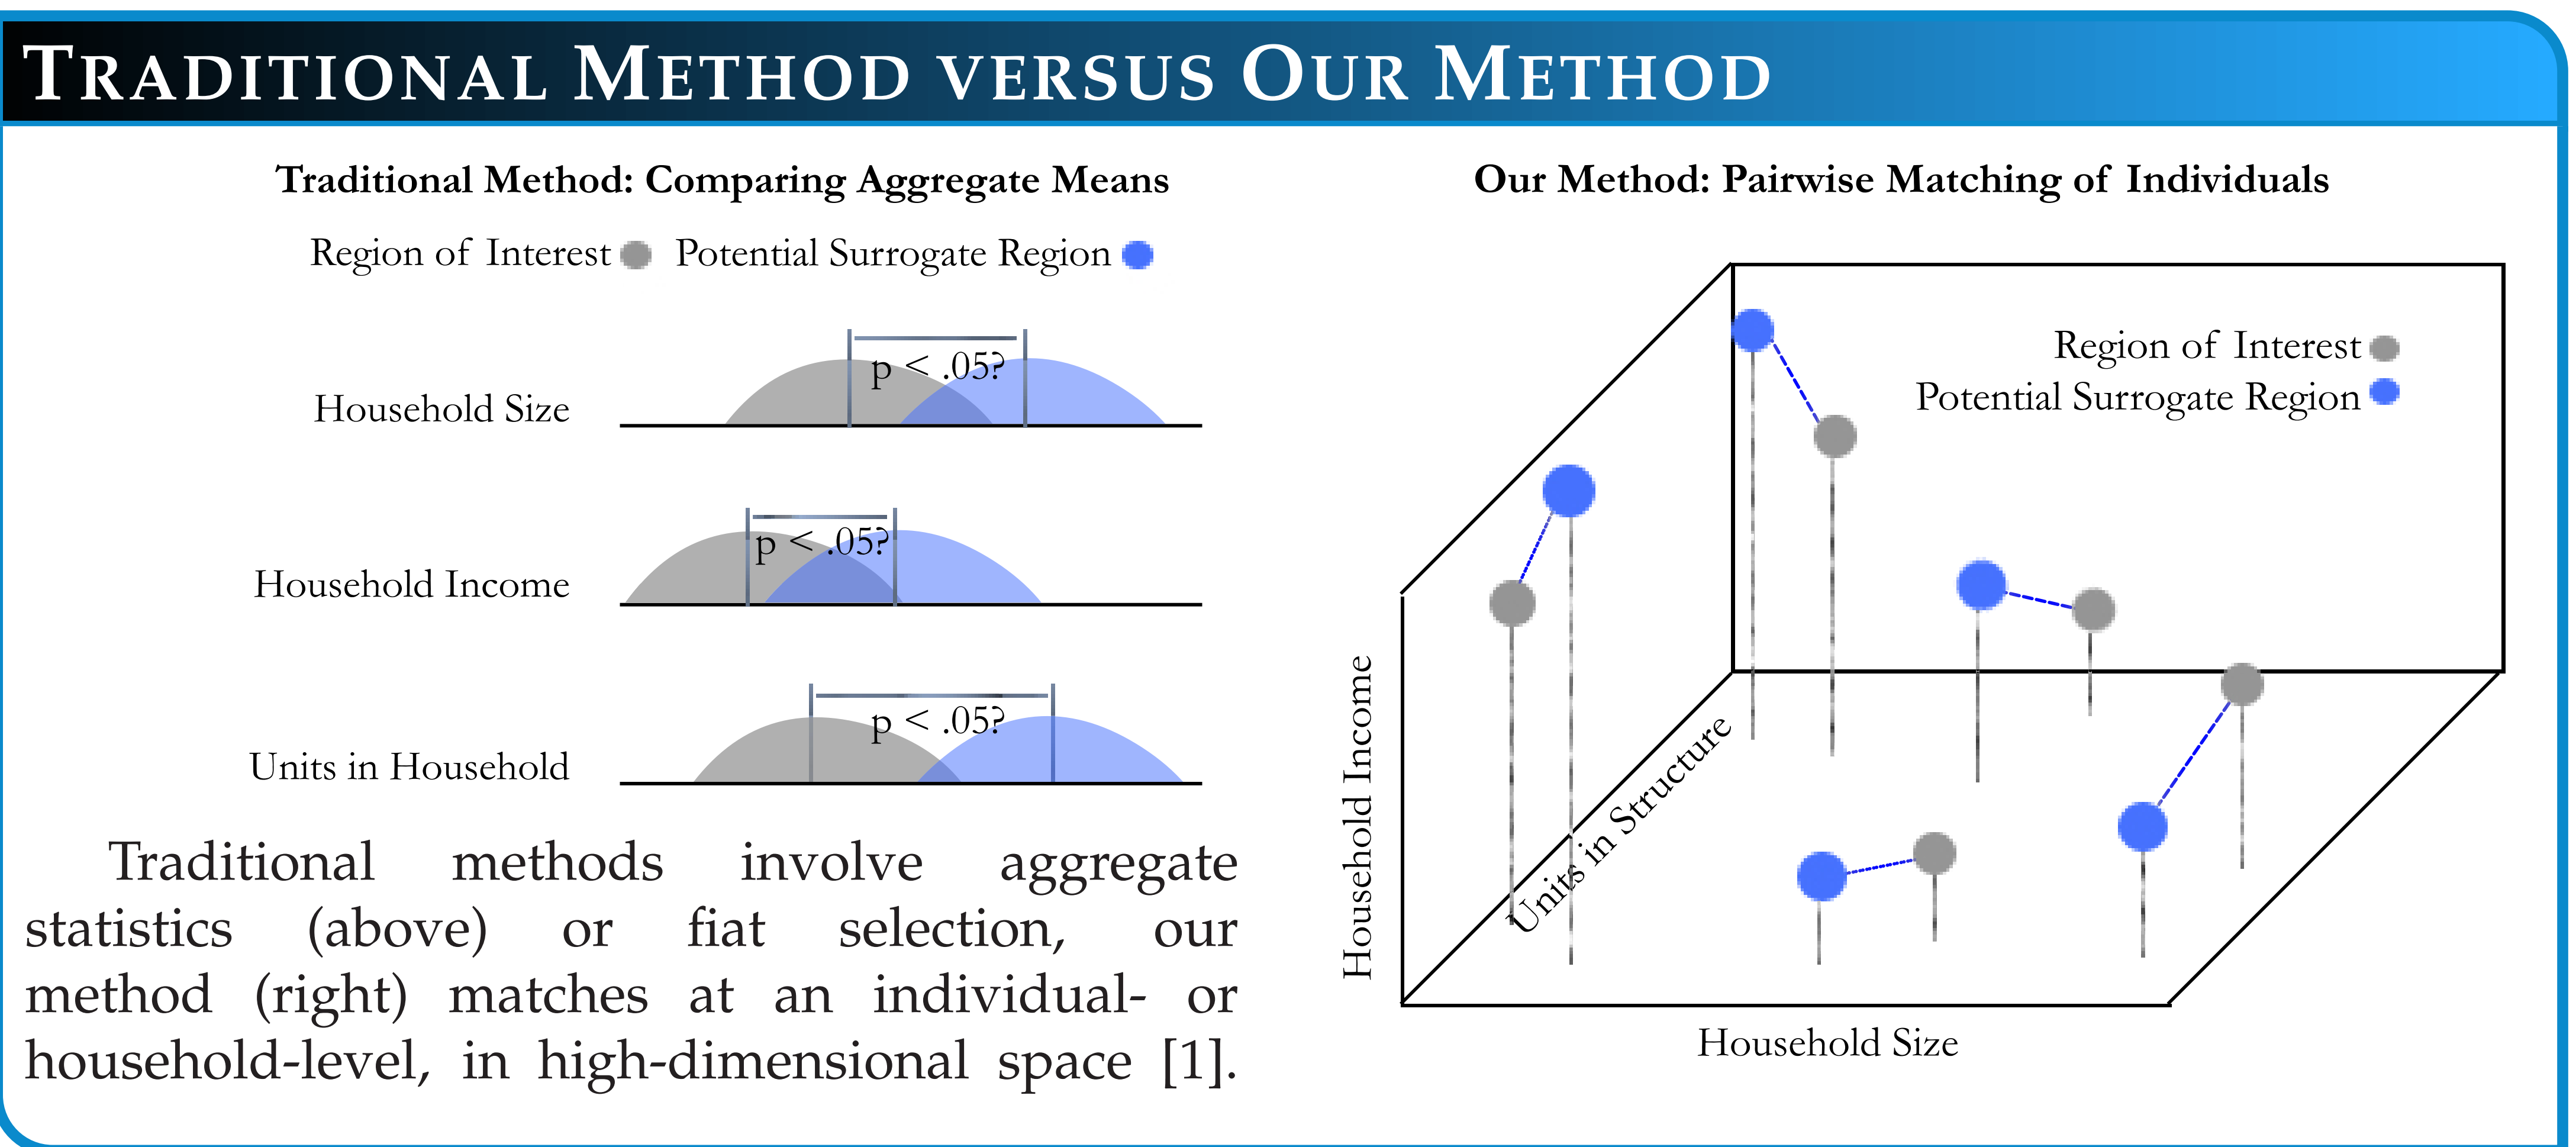 TRADITIONAL METHOD VERSUS OUR METHOD
Traditional Method: Comparing Aggregate Means
Region of Interest
Potential Surrogate Region
p < .05?
Household Size
p < .05?
Household Income
p < .05?
Units in Household
Traditional methods involve aggregate
statistics (above) or fiat selection, our
method (right) matches at an individual- or
household-level, in high-dimensional space [1].
Our Method: Pairwise Matching of Individuals
Region of Interest
Potential Surrogate Region
Household Income
Units in Structure
Household Size